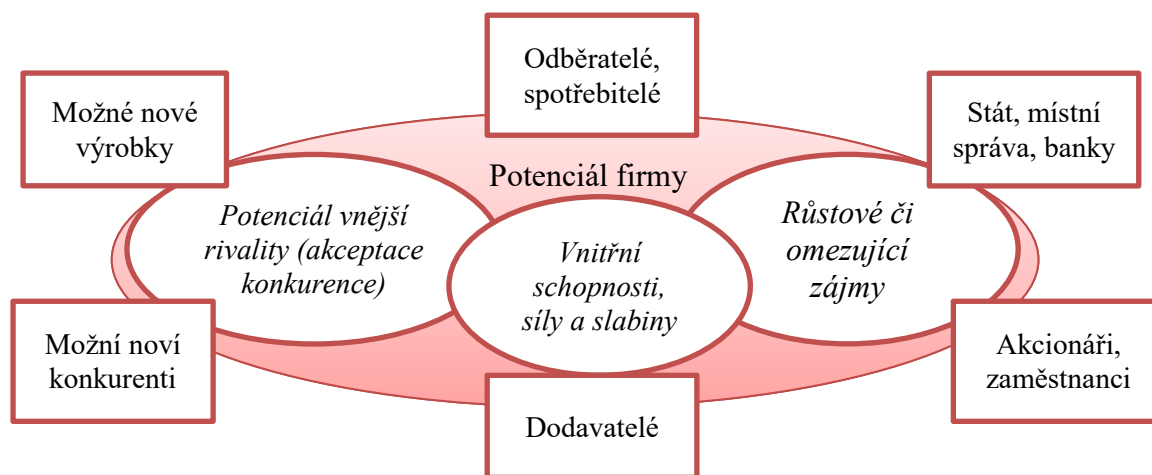 Odběratelé,
spotřebitelé
Možné nové
výrobky
Stát, místní
správa, banky
Potenciál firmy
Potenciál vnější
rivality (akceptace
konkurence)
Vnitřní
schopnosti,
síly a slabiny
Růstové či
omezující
zájmy
Možní noví
konkurenti
Akcionáři,
zaměstnanci
Dodavatelé